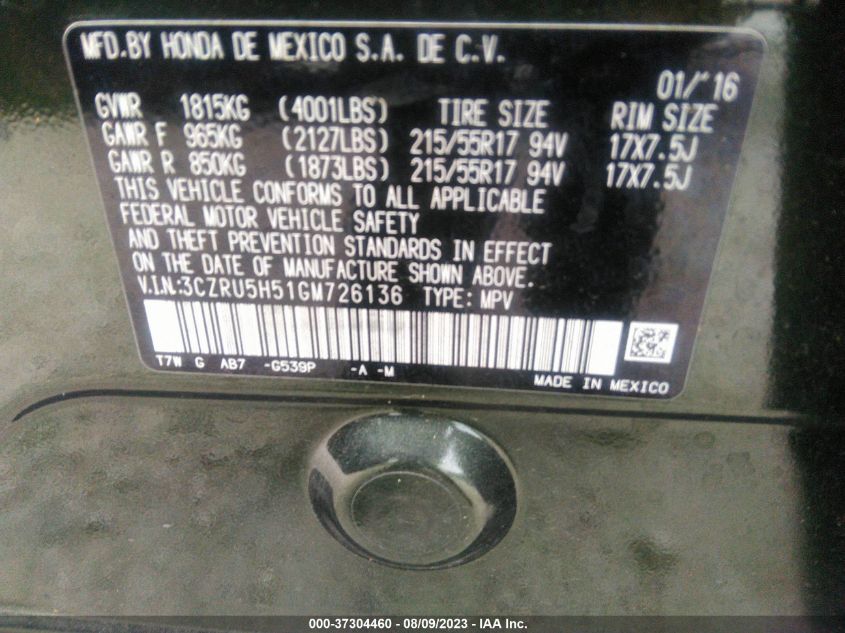 MFD.BY HONDA DE MEXICO S.A. DE C.V.
01/'16
GVWR 1815KG (4001LBS) TIRE SIZE RIM SIZE
GAWR F 965KG (2127LBS) 215/55R17 94V 17X7.5J
GAWR R 850KG (1873LBS) 215/55R17 94V 17X7.5J
THIS VEHICLE CONFORMS TO ALL APPLICABLE
FEDERAL MOTOR VEHICLE SAFETY
AND THEFT PREVENTION STANDARDS IN EFFECT
ON THE DATE OF MANUFACTURE SHOWN ABOVE.
V.I.N.:3CZRU5H51GM726136 TYPE: MPV
T7W G AB7 -G539P -A -M
MADE IN MEXICO
000-37304460 - 08/09/2023 - IAA Inc.